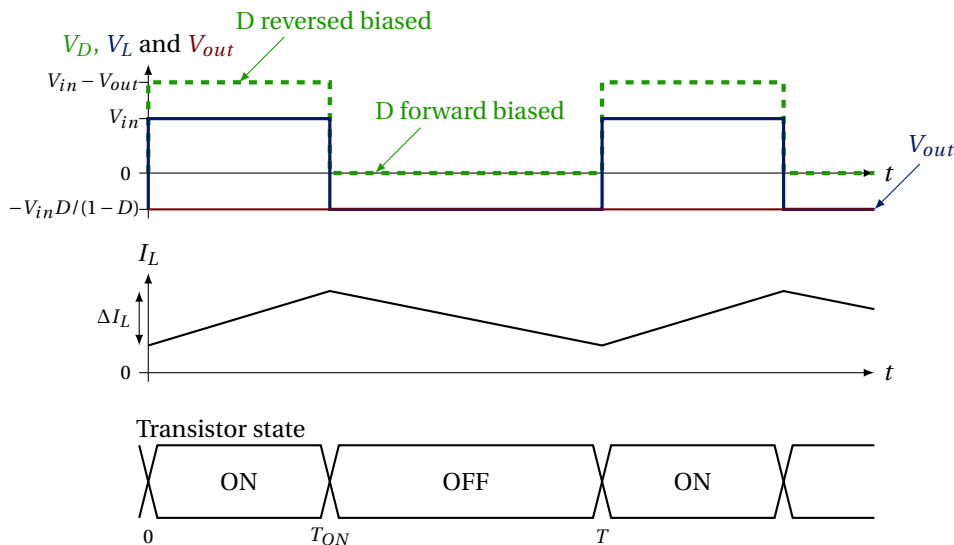 D reversed biased
V_D, V_L and V_out
V_in − V_out
V_in
D forward biased
V_out
0
t
−V_in D/(1 − D)
I_L
ΔI_L
0
t
Transistor state
ON OFF ON
0 T_ON T